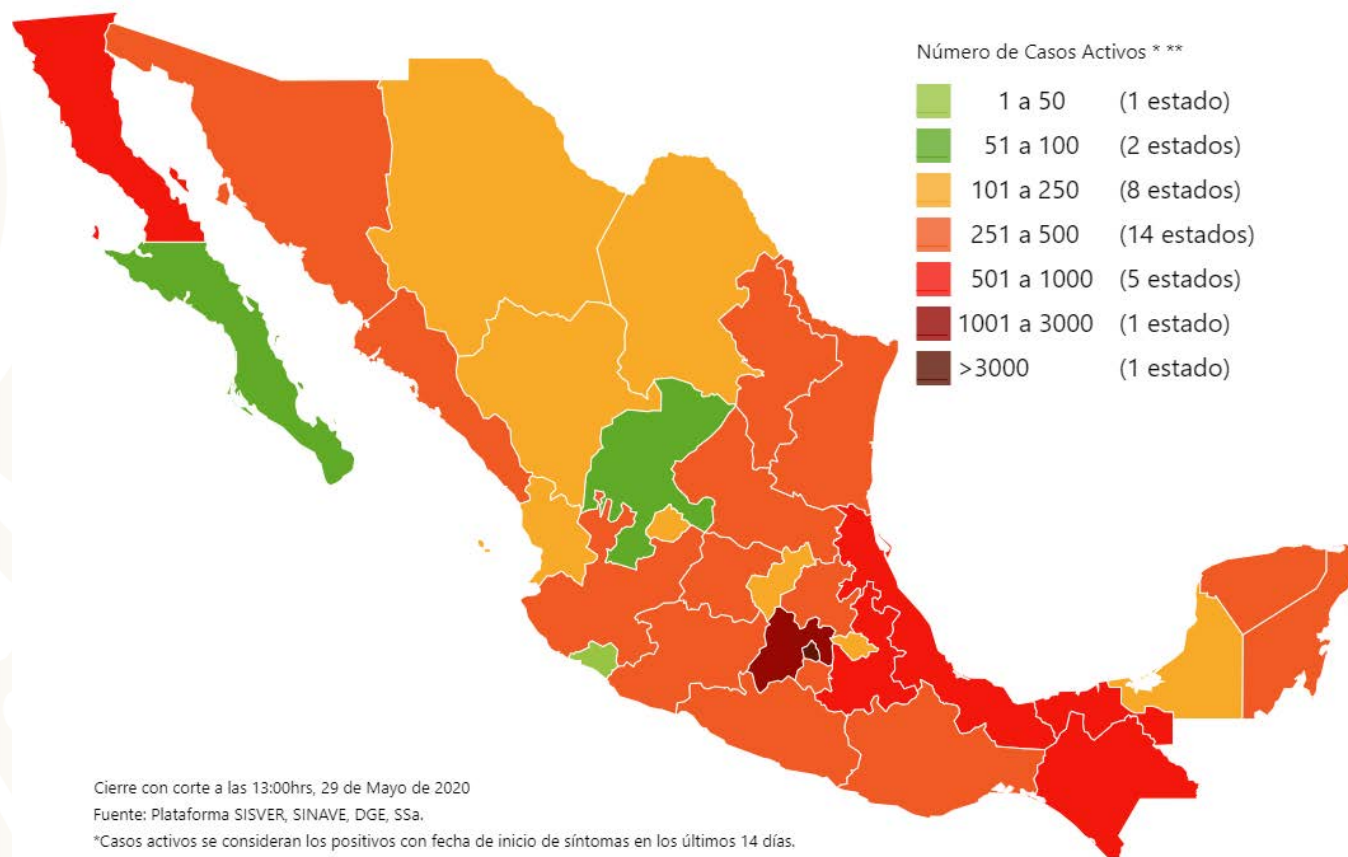 Número de Casos Activos * **
1 a 50 (1 estado)
51 a 100 (2 estados)
101 a 250 (8 estados)
251 a 500 (14 estados)
501 a 1000 (5 estados)
1001 a 3000 (1 estado)
>3000 (1 estado)
Cierre con corte a las 13:00hrs, 29 de Mayo de 2020
Fuente: Plataforma SISVER, SINAVE, DGE, SSa.
*Casos activos se consideran los positivos con fecha de inicio de síntomas en los últimos 14 días.